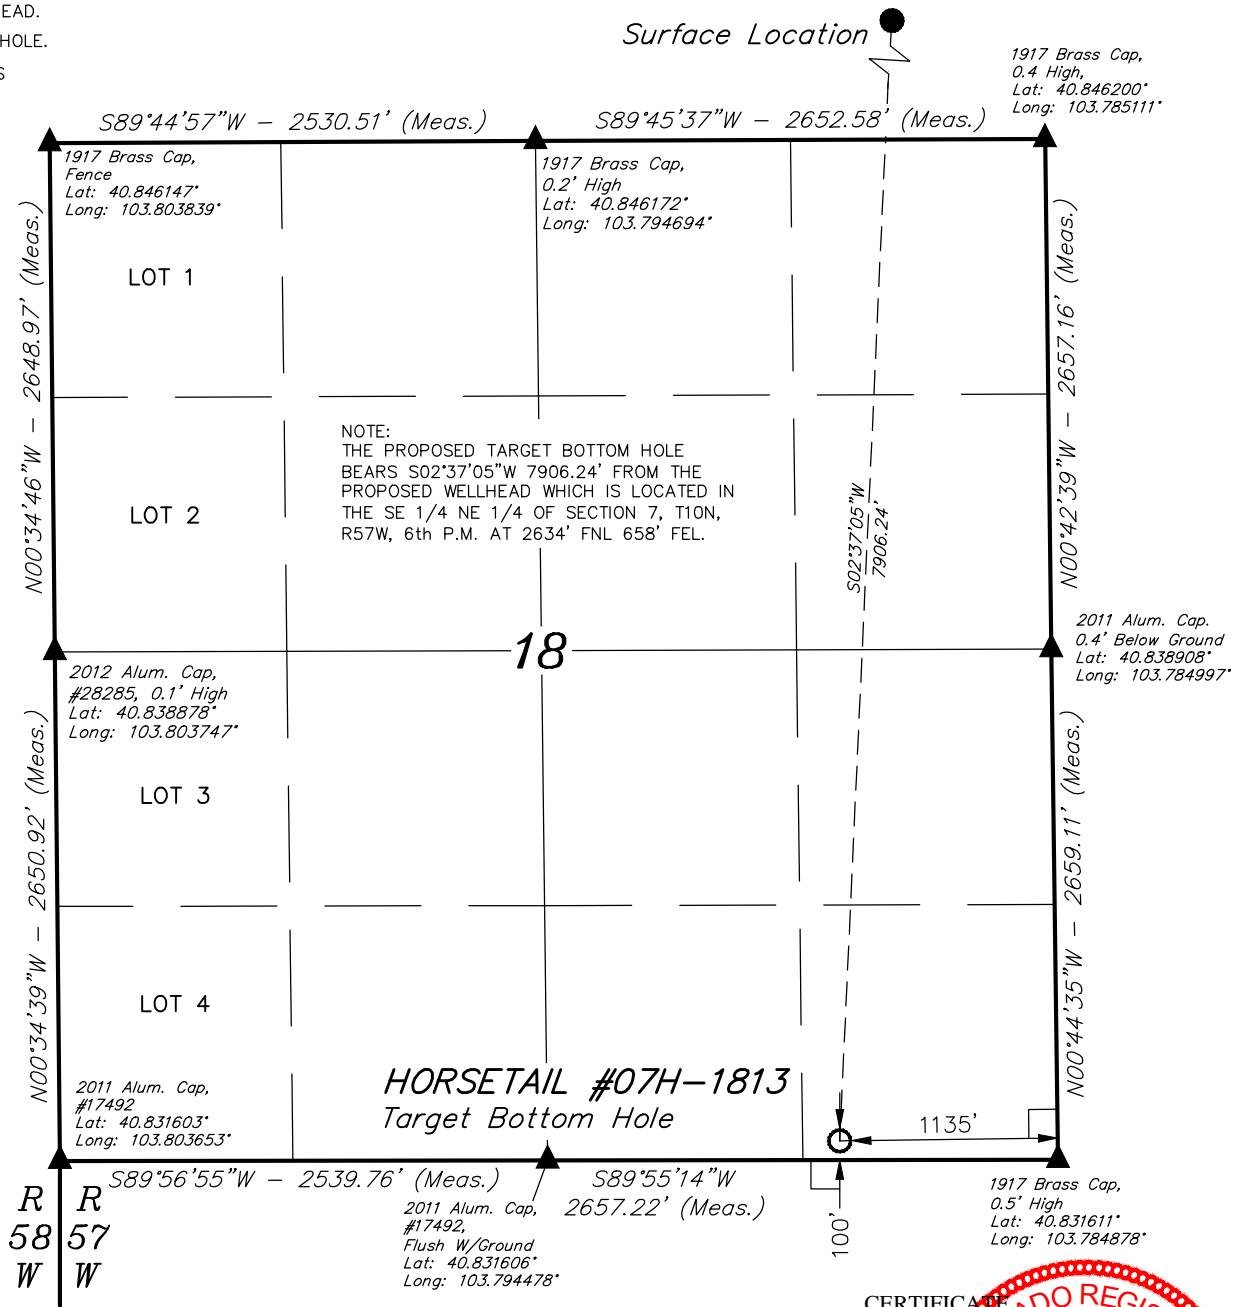 EAD.
HOLE.
S
Surface Location
1917 Brass Cap,
0.4 High,
Lat: 40.846200°
Long: 103.785111°
S89°44'57"W - 2530.51' (Meas.)
S89°45'37"W - 2652.58' (Meas.)
1917 Brass Cap,
Fence
Lat: 40.846147°
Long: 103.803839°
1917 Brass Cap,
0.2' High
Lat: 40.846172°
Long: 103.794694°
N00°34'46"W - 2648.97' (Meas.)
N00°42'39"W - 2657.16' (Meas.)
LOT 1
NOTE:
THE PROPOSED TARGET BOTTOM HOLE
BEARS S02°37'05"W 7906.24' FROM THE
PROPOSED WELLHEAD WHICH IS LOCATED IN
THE SE 1/4 NE 1/4 OF SECTION 7, T10N,
R57W, 6th P.M. AT 2634' FNL 658' FEL.
LOT 2
S02°37'05"W
7906.24'
18
2011 Alum. Cap.
0.4' Below Ground
Lat: 40.838908°
Long: 103.784997°
2012 Alum. Cap,
#28285, 0.1' High
Lat: 40.838878°
Long: 103.803747°
N00°34'39"W - 2650.92' (Meas.)
N00°44'35"W - 2659.11' (Meas.)
LOT 3
LOT 4
HORSETAIL #07H-1813
Target Bottom Hole
2011 Alum. Cap,
#17492
Lat: 40.831603°
Long: 103.803653°
1135'
S89°56'55"W - 2539.76' (Meas.)
S89°55'14"W
2657.22' (Meas.)
100'
2011 Alum. Cap,
#17492,
Flush W/Ground
Lat: 40.831606°
Long: 103.794478°
1917 Brass Cap,
0.5' High
Lat: 40.831611°
Long: 103.784878°
R R
58 57
W W
CERTIFICATE
ADO REGI